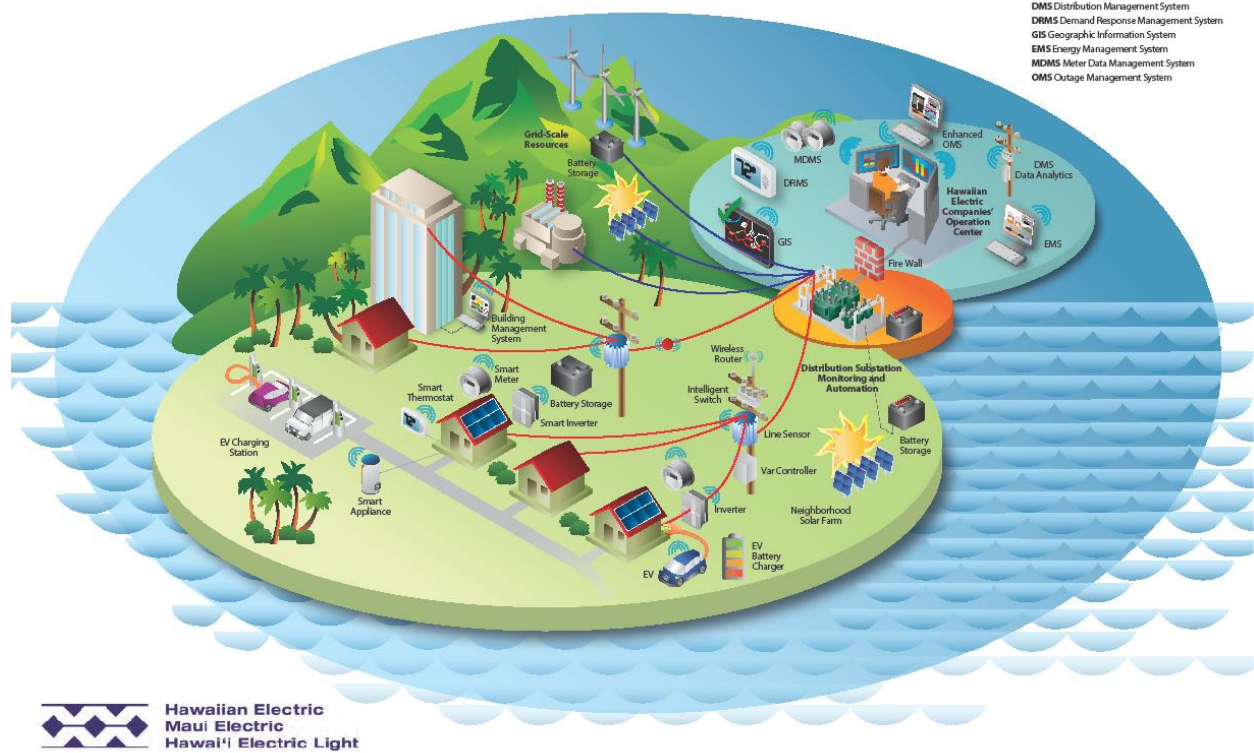 DMS Distribution Management System
DRMS Demand Response Management System
GIS Geographic Information System
EMS Energy Management System
MDMS Meter Data Management System
OMS Outage Management System
Grid-Scale
Resources
Battery
Storage
MDMS
DRMS
Enhanced
OMS
DMS
Data Analytics
Hawaiian
Electric
Companies'
Operation
Center
GIS
EMS
Fire Wall
Building
Management
System
Wireless
Router
Distribution Substation
Monitoring and
Automation
Smart
Meter
Smart
Thermostat
Battery Storage
Smart Inverter
Intelligent
Switch
Line Sensor
Battery
Storage
EV Charging
Station
Var Controller
Smart
Appliance
Inverter
Neighborhood
Solar Farm
EV
EV
Battery
Charger
Hawaiian Electric
Maui Electric
Hawai‘i Electric Light